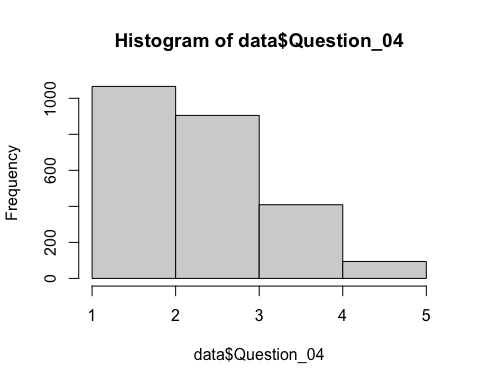 Histogram of data$Question_04
Frequency
1000
600
200
0
1 2 3 4 5
data$Question_04